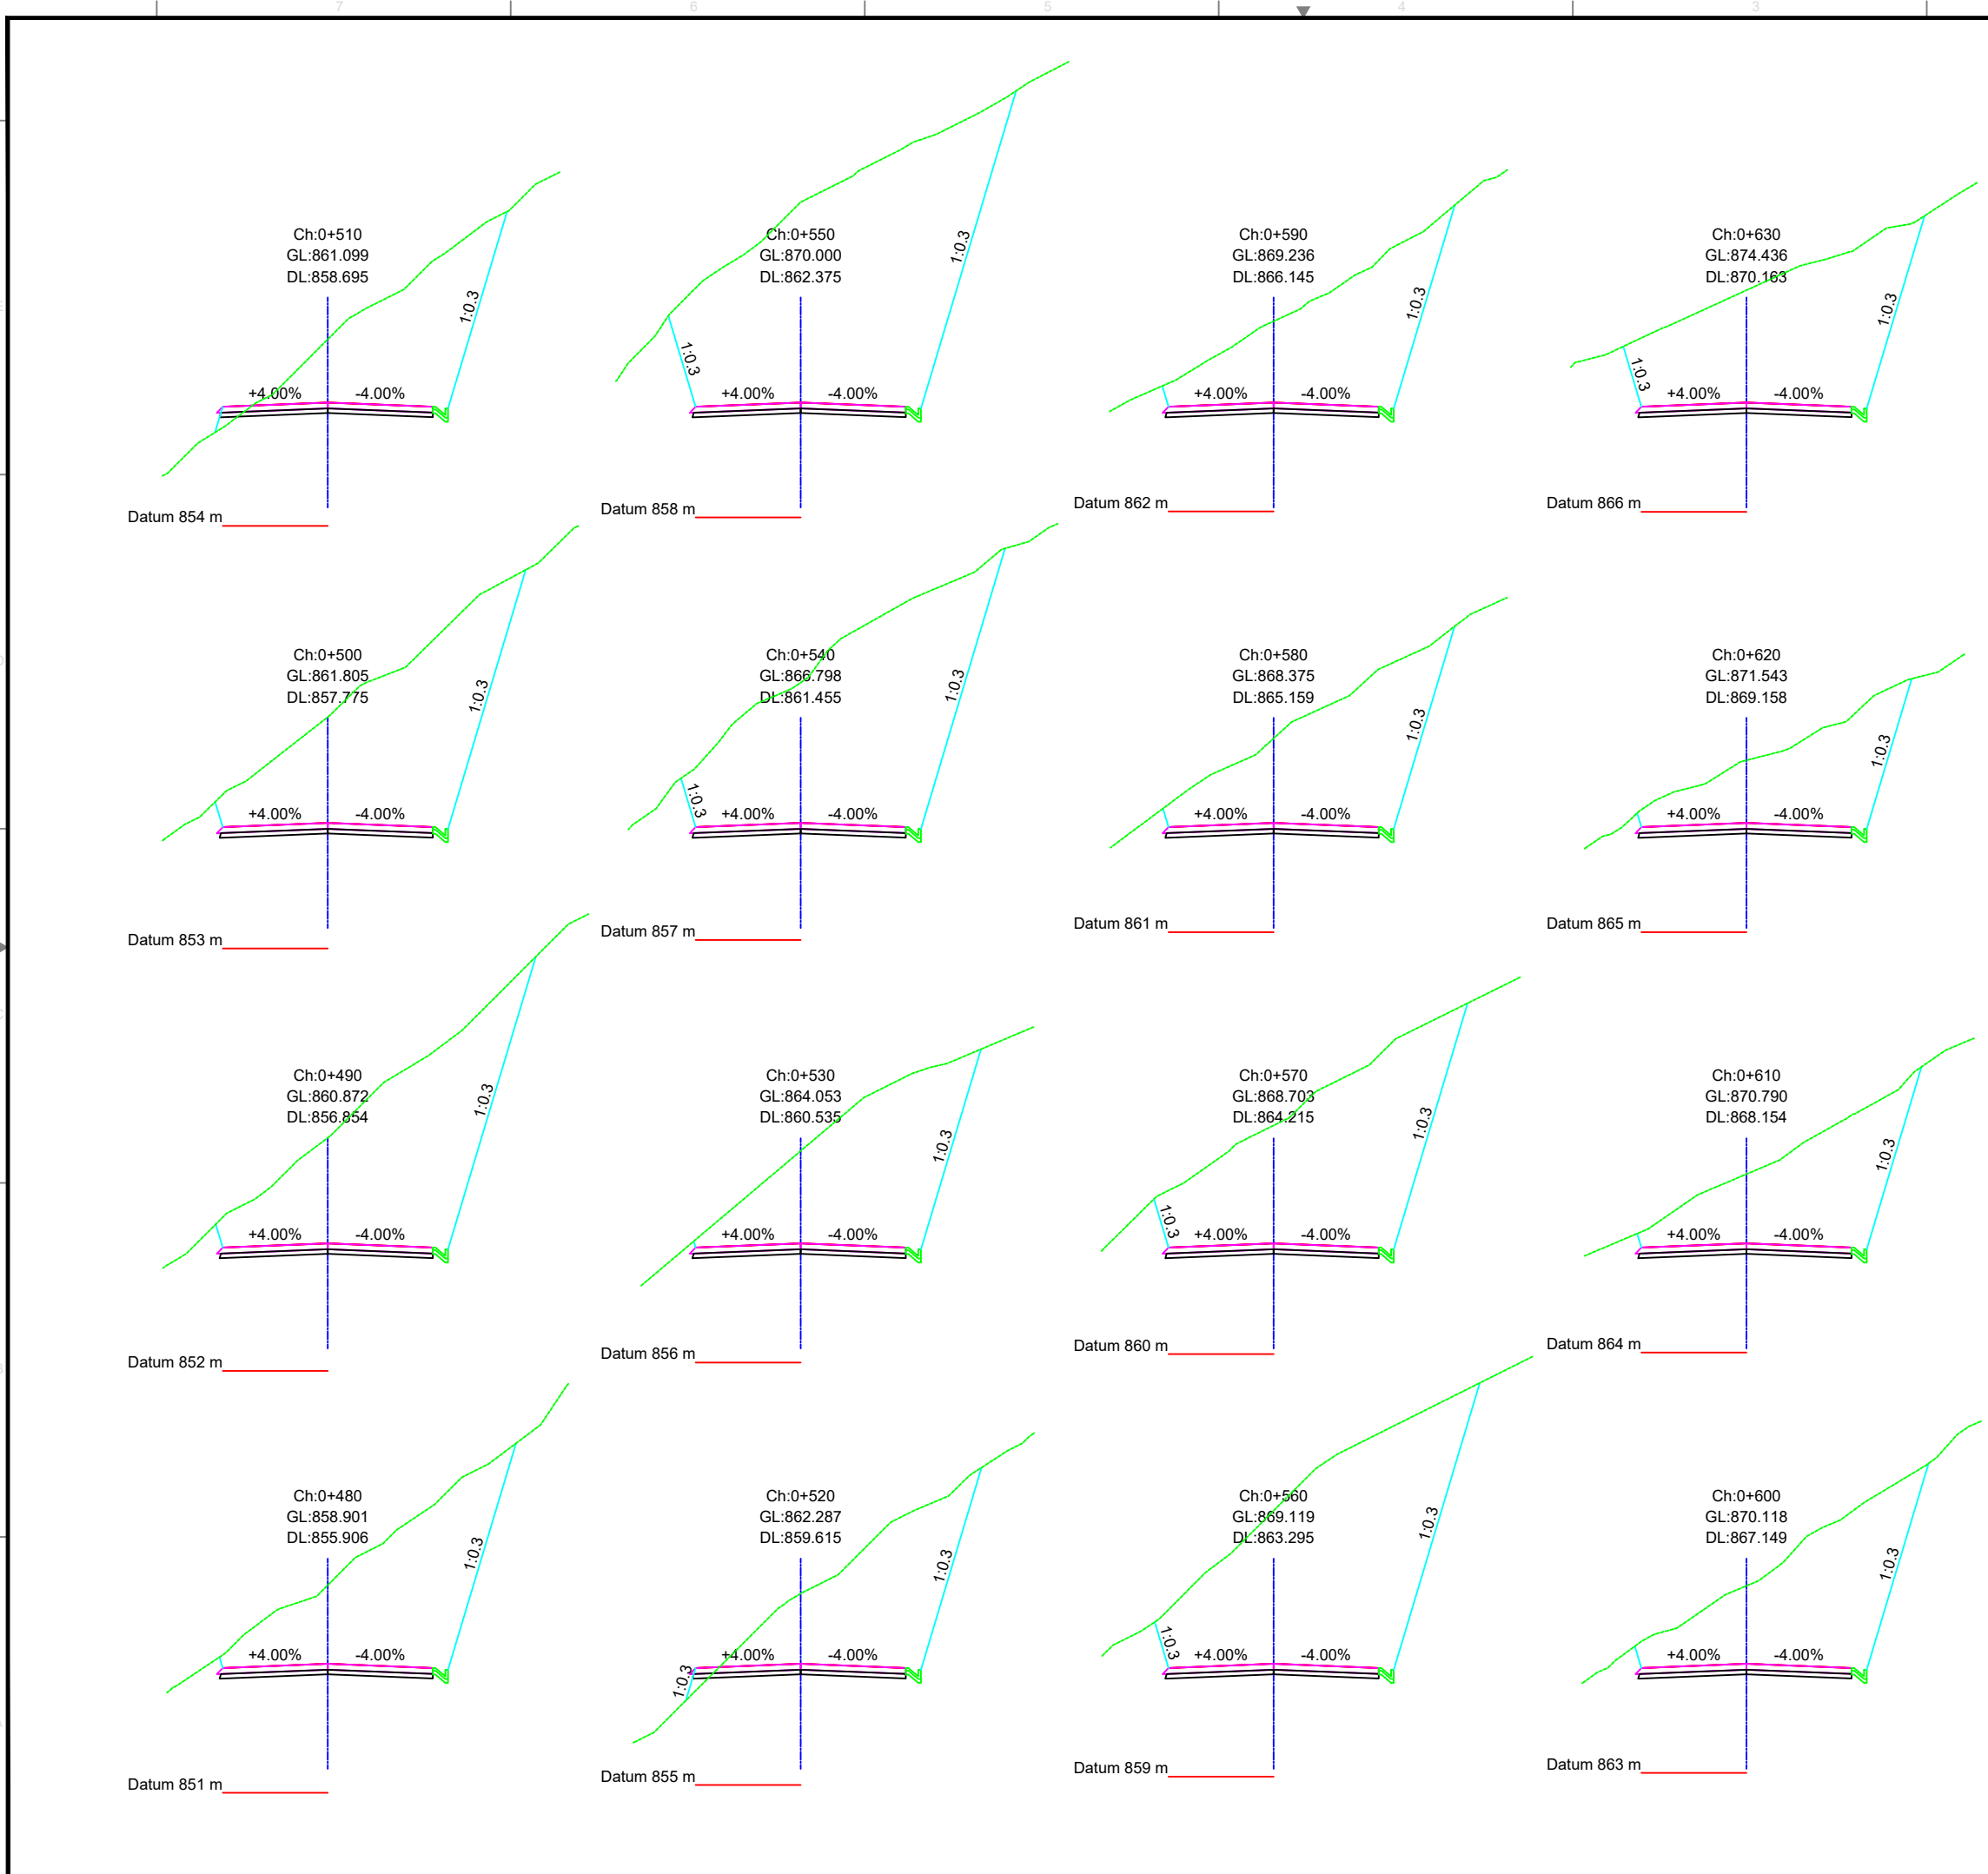 7 6 5 4 3
Ch:0+510
GL:861.099
DL:858.695
1:0.3
+4.00% -4.00%
Datum 854 m
Ch:0+550
GL:870.000
DL:862.375
1:0.3
1:0.3
+4.00% -4.00%
Datum 858 m
Ch:0+590
GL:869.236
DL:866.145
1:0.3
+4.00% -4.00%
Datum 862 m
Ch:0+630
GL:874.436
DL:870.163
1:0.3
1:0.3
+4.00% -4.00%
Datum 866 m
Ch:0+500
GL:861.805
DL:857.775
1:0.3
+4.00% -4.00%
Datum 853 m
Ch:0+540
GL:866.798
DL:861.455
1:0.3
1:0.3
+4.00% -4.00%
Datum 857 m
Ch:0+580
GL:868.375
DL:865.159
1:0.3
+4.00% -4.00%
Datum 861 m
Ch:0+620
GL:871.543
DL:869.158
1:0.3
+4.00% -4.00%
Datum 865 m
Ch:0+490
GL:860.872
DL:856.854
1:0.3
+4.00% -4.00%
Datum 852 m
Ch:0+530
GL:864.053
DL:860.535
1:0.3
+4.00% -4.00%
Datum 856 m
Ch:0+570
GL:868.703
DL:864.215
1:0.3
1:0.3
+4.00% -4.00%
Datum 860 m
Ch:0+610
GL:870.790
DL:868.154
1:0.3
+4.00% -4.00%
Datum 864 m
Ch:0+480
GL:858.901
DL:855.906
1:0.3
+4.00% -4.00%
Datum 851 m
Ch:0+520
GL:862.287
DL:859.615
1:0.3
1:0.3
+4.00% -4.00%
Datum 855 m
Ch:0+560
GL:869.119
DL:863.295
1:0.3
1:0.3
+4.00% -4.00%
Datum 859 m
Ch:0+600
GL:870.118
DL:867.149
1:0.3
+4.00% -4.00%
Datum 863 m